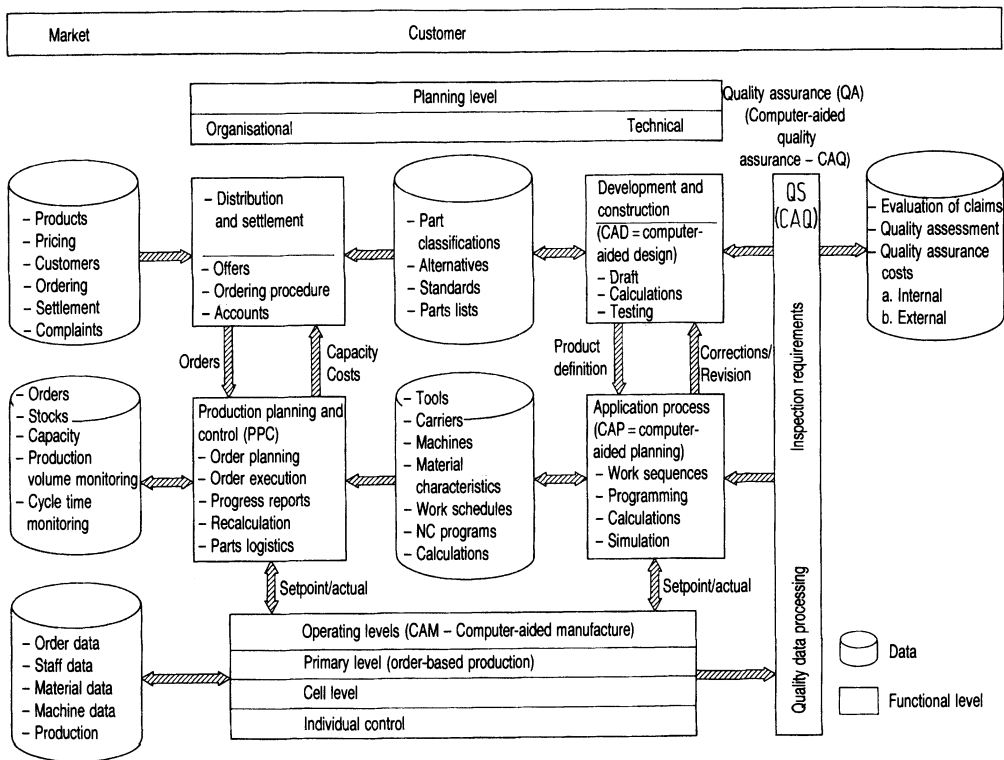 Market
Customer
Planning level
Organisational
Technical
Quality assurance (QA)
(Computer-aided
quality
assurance – CAQ)
– Products
– Pricing
– Customers
– Ordering
– Settlement
– Complaints
– Distribution
and settlement
– Offers
– Ordering procedure
– Accounts
– Part
classifications
– Alternatives
– Standards
– Parts lists
Development and
construction
(CAD = computer-
aided design)
– Draft
– Calculations
– Testing
QS
(CAQ)
– Evaluation of claims
– Quality assessment
– Quality assurance
costs
a. Internal
b. External
Orders
Capacity
Costs
Product
definition
Corrections/
Revision
Inspection requirements
– Orders
– Stocks
– Capacity
– Production
volume monitoring
– Cycle time
monitoring
Production planning and
control (PPC)
– Order planning
– Order execution
– Progress reports
– Recalculation
– Parts logistics
– Tools
– Carriers
– Machines
– Material
characteristics
– Work schedules
– NC programs
– Calculations
Application process
(CAP = computer-
aided planning)
– Work sequences
– Programming
– Calculations
– Simulation
Setpoint/actual
Setpoint/actual
Quality data processing
– Order data
– Staff data
– Material data
– Machine data
– Production
Operating levels (CAM – Computer-aided manufacture)
Primary level (order-based production)
Cell level
Individual control
Data
Functional level